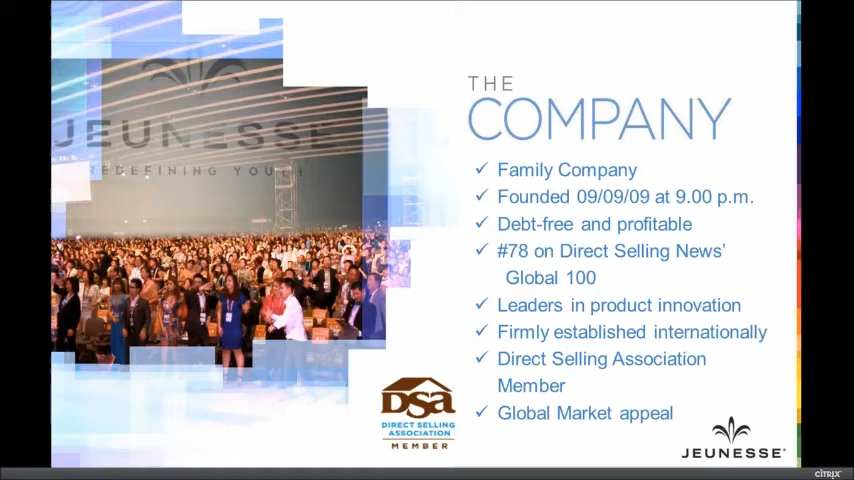 JEUNESSE
REDEFINING YOUTH
THE
COMPANY
✓ Family Company
✓ Founded 09/09/09 at 9.00 p.m.
✓ Debt-free and profitable
✓ #78 on Direct Selling News’
Global 100
✓ Leaders in product innovation
✓ Firmly established internationally
✓ Direct Selling Association
Member
✓ Global Market appeal
DSa
DIRECT SELLING
ASSOCIATION
MEMBER
JEUNESSE
CITRIX